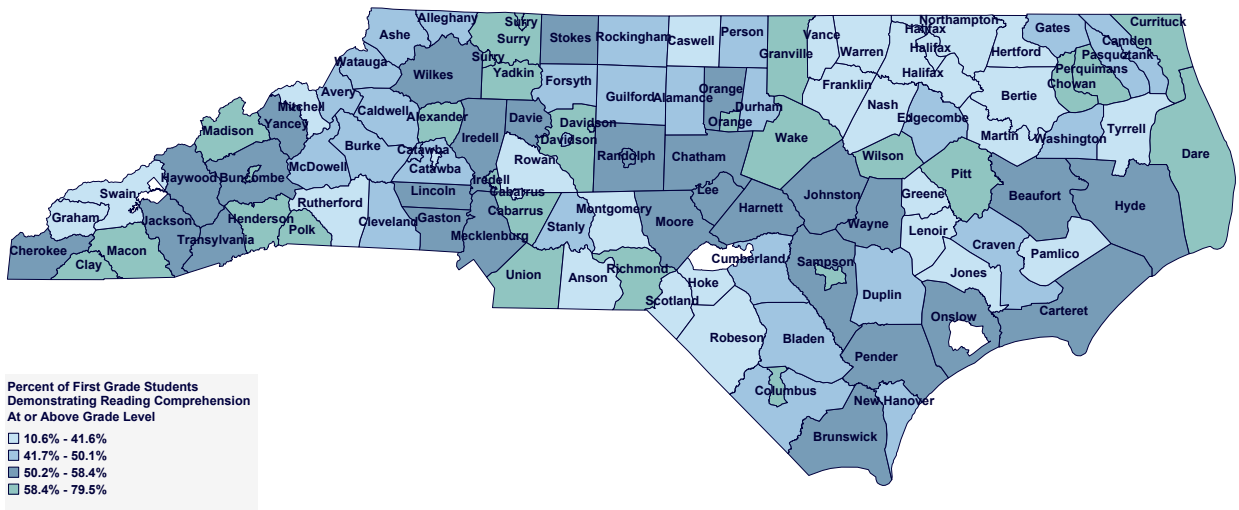 Alleghany
Surry
Northampton
Currituck
Ashe
Surry
Stokes
Rockingham
Caswell
Person
Granville
Vance
Warren
Halifax
Halifax
Halifax
Hertford
Gates
Camden
Pasquotank
Perquimans
Chowan
Watauga
Wilkes
Surry
Yadkin
Forsyth
Guilford
Alamance
Orange
Orange
Durham
Franklin
Nash
Edgecombe
Bertie
Martin
Washington
Tyrrell
Dare
Mitchell
Avery
Yancey
Caldwell
Alexander
Iredell
Davie
Davidson
Davidson
Madison
Burke
Catawba
Catawba
Rowan
Randolph
Chatham
Wake
Wilson
Pitt
Beaufort
Hyde
McDowell
Haywood
Buncombe
Swain
Graham
Rutherford
Lincoln
Iredell
Cabarrus
Cabarrus
Cleveland
Gaston
Mecklenburg
Stanly
Montgomery
Moore
Lee
Harnett
Johnston
Wayne
Greene
Lenoir
Craven
Pamlico
Jones
Jackson
Henderson
Polk
Transylvania
Cherokee
Macon
Clay
Union
Anson
Richmond
Scotland
Hoke
Cumberland
Sampson
Duplin
Onslow
Carteret
Robeson
Bladen
Pender
Columbus
New Hanover
Brunswick
Percent of First Grade Students
Demonstrating Reading Comprehension
At or Above Grade Level
10.6% - 41.6%
41.7% - 50.1%
50.2% - 58.4%
58.4% - 79.5%